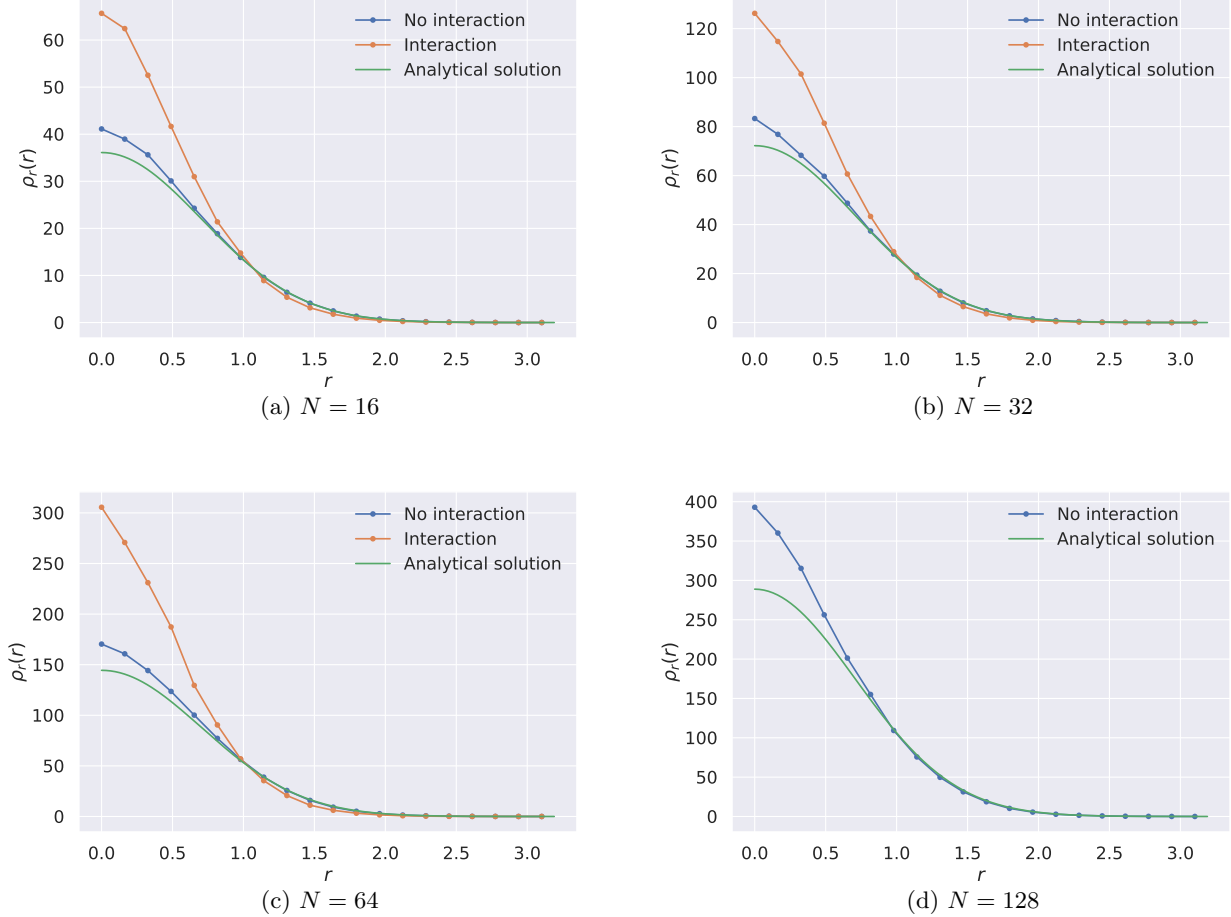 No interaction
Interaction
Analytical solution
60
50
40
30
20
10
0
ρr(r)
0.0 0.5 1.0 1.5 2.0 2.5 3.0
r
(a) N = 16
No interaction
Interaction
Analytical solution
120
100
80
60
40
20
0
ρr(r)
0.0 0.5 1.0 1.5 2.0 2.5 3.0
r
(b) N = 32
No interaction
Interaction
Analytical solution
300
250
200
150
100
50
0
ρr(r)
0.0 0.5 1.0 1.5 2.0 2.5 3.0
r
(c) N = 64
No interaction
Analytical solution
400
350
300
250
200
150
100
50
0
ρr(r)
0.0 0.5 1.0 1.5 2.0 2.5 3.0
r
(d) N = 128